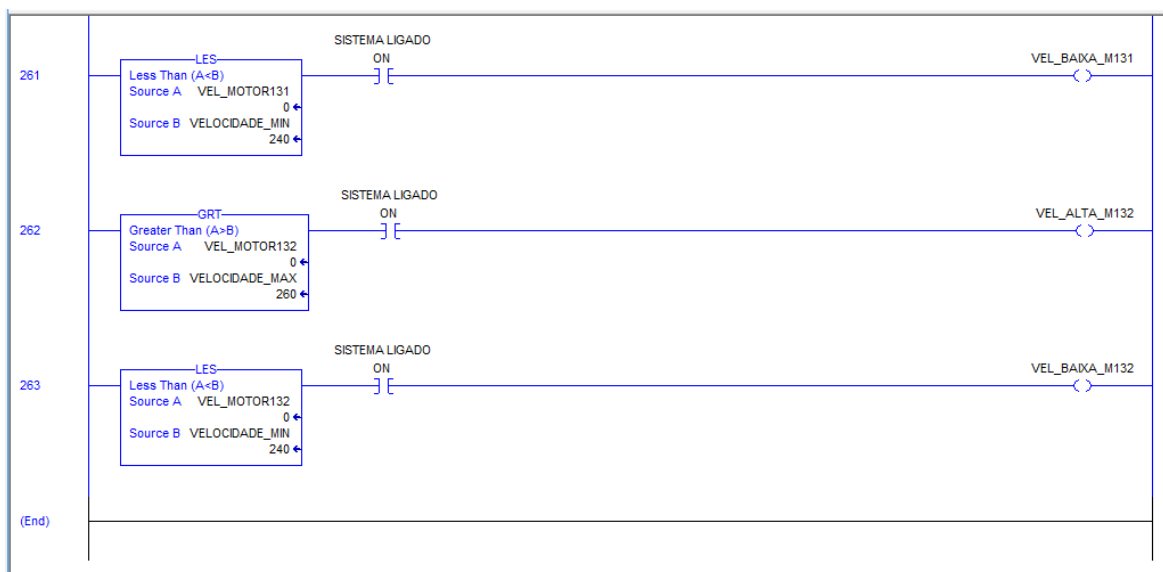 SISTEMA LIGADO
ON
VEL_BAIXA_M131
261
LES
Less Than (A<B)
Source A VEL_MOTOR131
0
Source B VELOCIDADE_MIN
240
SISTEMA LIGADO
ON
VEL_ALTA_M132
262
GRT
Greater Than (A>B)
Source A VEL_MOTOR132
0
Source B VELOCIDADE_MAX
260
SISTEMA LIGADO
ON
VEL_BAIXA_M132
263
LES
Less Than (A<B)
Source A VEL_MOTOR132
0
Source B VELOCIDADE_MIN
240
(End)